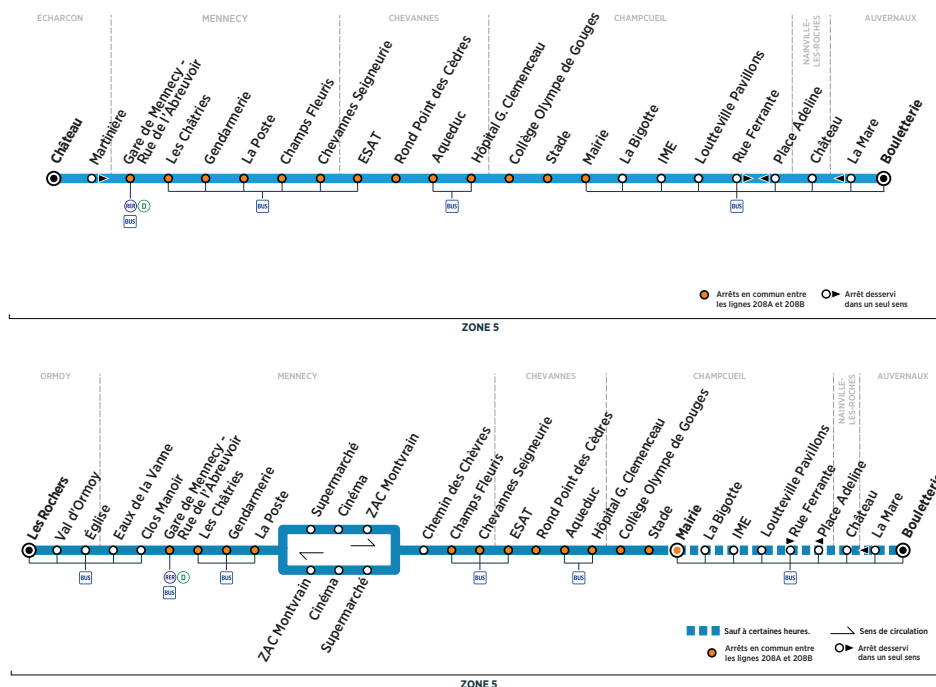 ÉCHARCON
MENNECY
CHEVANNES
CHAMPCUEIL
NAINVILLE-
LES-ROCHES
AUVERNAUX
Château
Martinière
Gare de Mennecy -
Rue de l'Abreuvoir
Les Châtries
Gendarmerie
La Poste
Champs Fleuris
Chevannes Seigneurie
ESAT
Rond Point des Cèdres
Aqueduc
Hôpital G. Clemenceau
Collège Olympe de Gouges
Stade
Mairie
La Bigotte
IME
Loutteville Pavillons
Rue Ferrante
Place Adeline
Château
La Mare
Bouletterie
RER D
BUS
BUS
BUS
BUS
Arrêts en commun entre
les lignes 208A et 208B
Arrêt desservi
dans un seul sens
ZONE 5
ORMOY
MENNECY
CHEVANNES
CHAMPCUEIL
NAINVILLE-
LES-ROCHES
AUVERNAUX
Les Rochers
Val d'Ormoy
Église
Eaux de la Vanne
Clos Manoir
Gare de Mennecy -
Rue de l'Abreuvoir
Les Châtries
Gendarmerie
La Poste
Supermarché
Cinéma
ZAC Montvrain
ZAC Montvrain
Cinéma
Supermarché
Chemin des Chèvres
Champs Fleuris
Chevannes Seigneurie
ESAT
Rond Point des Cèdres
Aqueduc
Hôpital G. Clemenceau
Collège Olympe de Gouges
Stade
Mairie
La Bigotte
IME
Loutteville Pavillons
Rue Ferrante
Place Adeline
Château
La Mare
Bouletterie
BUS
RER D
BUS
BUS
BUS
BUS
BUS
Sauf à certaines heures.
Sens de circulation
Arrêts en commun entre
les lignes 208A et 208B
Arrêt desservi
dans un seul sens
ZONE 5